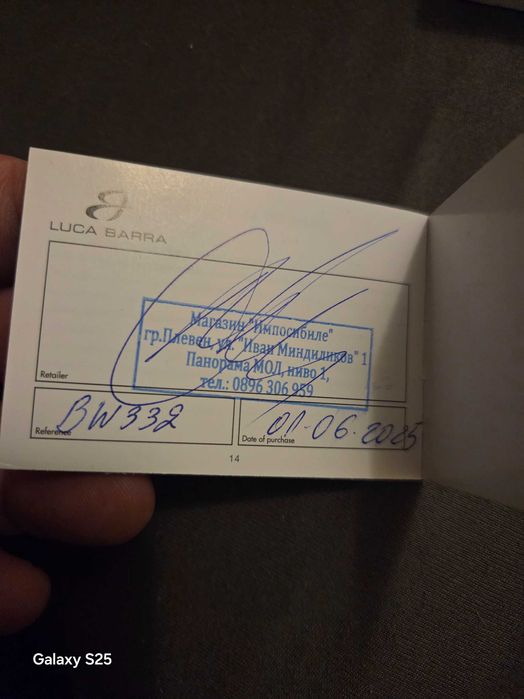 LUCA BARRA
Магазин "Импосибиле"
гр.Плевен, ул. "Иван Миндиликов" 1
Панорама МОЛ, ниво 1,
тел.: 0896 306 959
Retailer
BW332
Reference
01.06.2025
Date of purchase
14
Galaxy S25